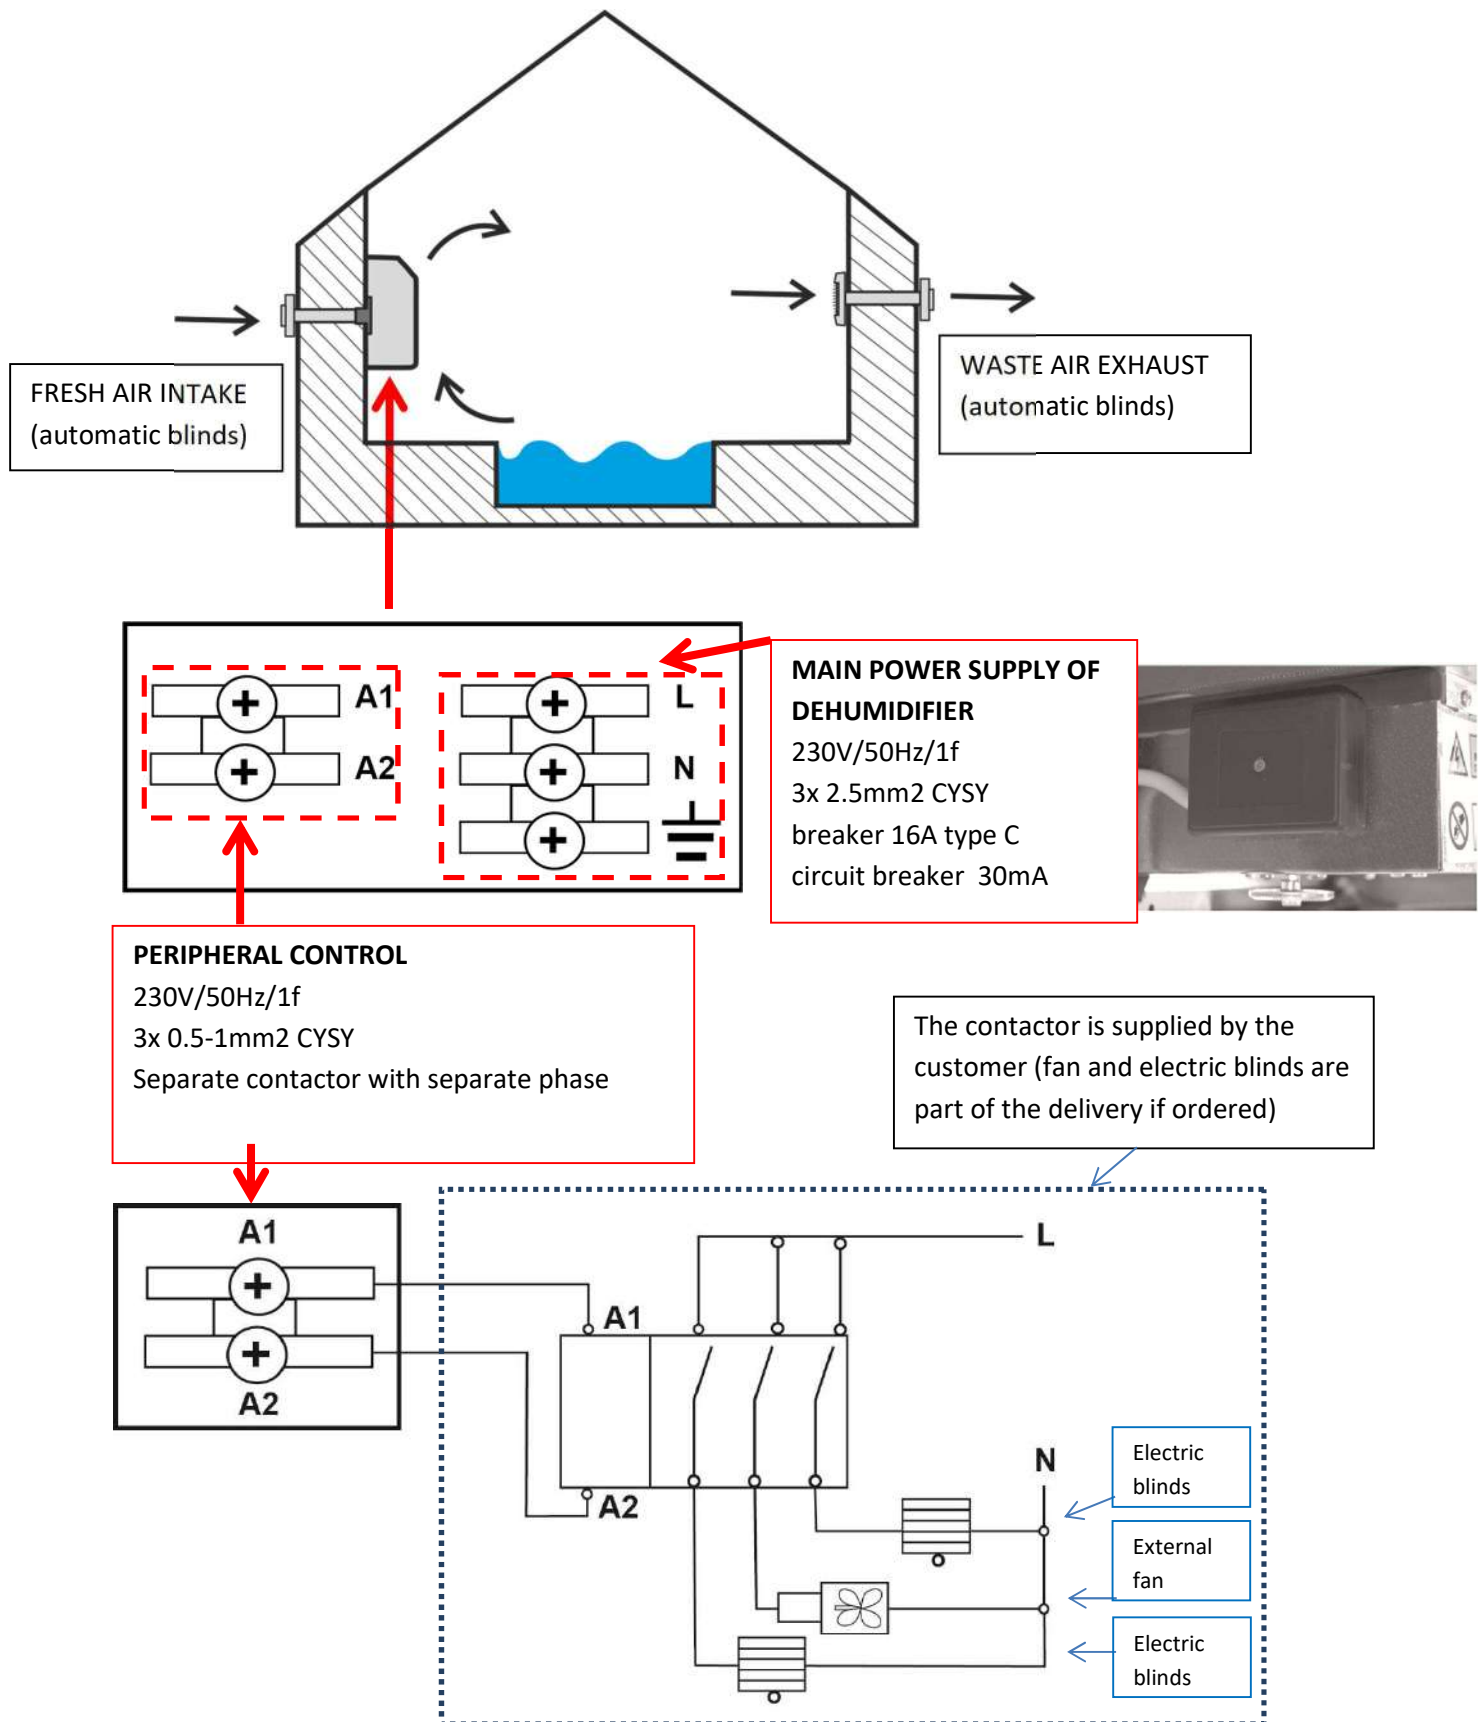 FRESH AIR INTAKE
(automatic blinds)
WASTE AIR EXHAUST
(automatic blinds)
A1
A2
L
N
MAIN POWER SUPPLY OF
DEHUMIDIFIER
230V/50Hz/1f
3x 2.5mm2 CYSY
breaker 16A type C
circuit breaker  30mA
PERIPHERAL CONTROL
230V/50Hz/1f
3x 0.5-1mm2 CYSY
Separate contactor with separate phase
The contactor is supplied by the
customer (fan and electric blinds are
part of the delivery if ordered)
A1
A2
L
A1
A2
N
Electric
blinds
External
fan
Electric
blinds